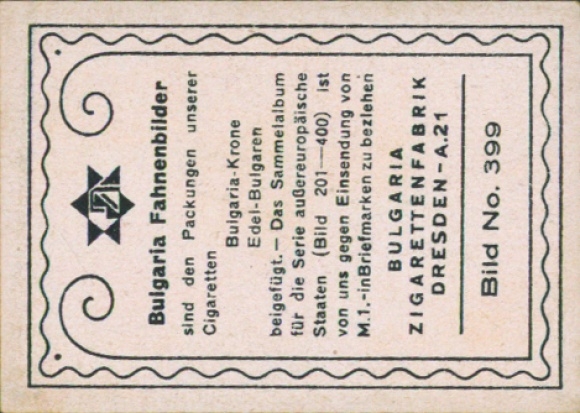 Bulgaria Fahnenbilder
sind den Packungen unserer
Cigaretten
Bulgaria-Krone
Edel-Bulgaren
beigefügt.— Das Sammelalbum
für die Serie außereuropäische
Staaten (Bild 201—400) ist
von uns gegen Einsendung von
M.1.-in Briefmarken zu beziehen
BULGARIA
ZIGARETTENFABRIK
DRESDEN-A.21
Bild No. 399